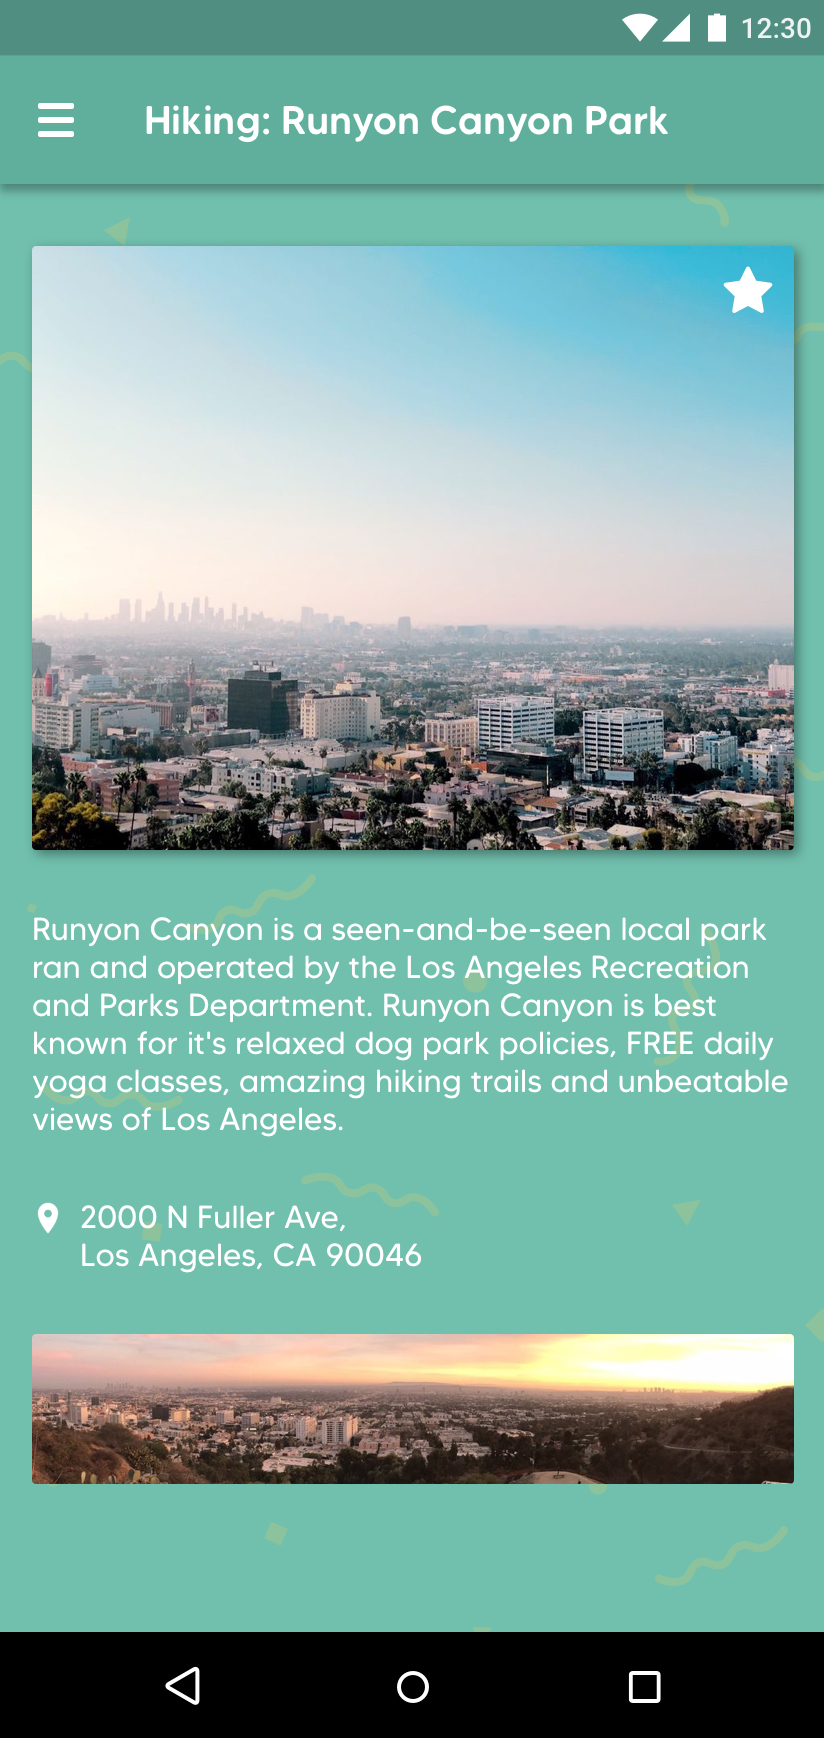 12:30
Hiking: Runyon Canyon Park
Runyon Canyon is a seen-and-be-seen local park
ran and operated by the Los Angeles Recreation
and Parks Department. Runyon Canyon is best
known for it's relaxed dog park policies, FREE daily
yoga classes, amazing hiking trails and unbeatable
views of Los Angeles.
2000 N Fuller Ave,
Los Angeles, CA 90046